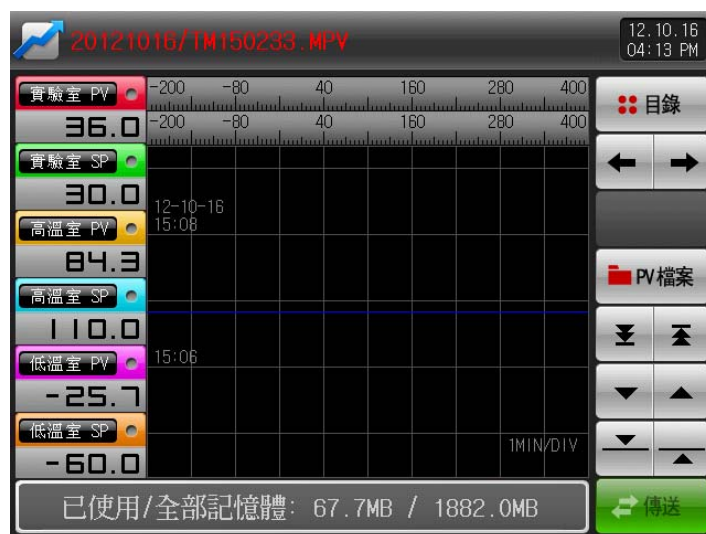 20121016/TM150233.MPV
12.10.16
04:13 PM
實驗室 PV
36.0
實驗室 SP
30.0
高溫室 PV
84.3
高溫室 SP
110.0
低溫室 PV
-25.7
低溫室 SP
-60.0
-200 -80 40 160 280 400
-200 -80 40 160 280 400
12-10-16
15:08
15:06
1MIN/DIV
目錄
PV檔案
傳送
已使用/全部記憶體: 67.7MB / 1882.0MB